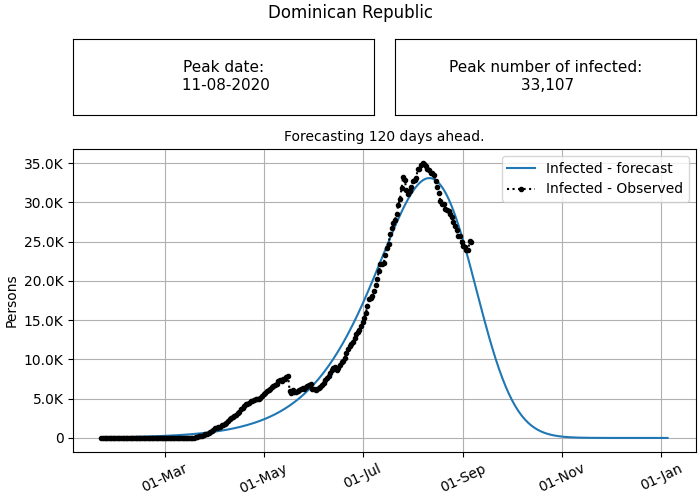 Dominican Republic
Peak date:
11-08-2020
Peak number of infected:
33,107
Forecasting 120 days ahead.
Infected - forecast
Infected - Observed
35.0K
30.0K
25.0K
20.0K
15.0K
10.0K
5.0K
0
Persons
01-Mar
01-May
01-Jul
01-Sep
01-Nov
01-Jan